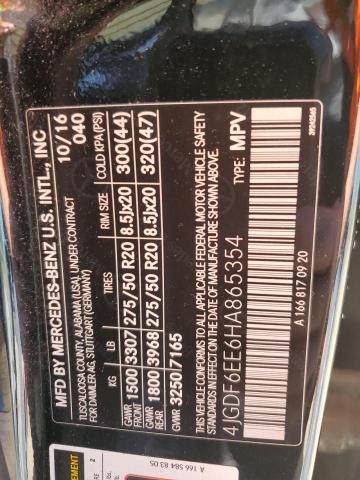 MFD BY MERCEDES-BENZ U.S. INTL., INC
TUSCALOOSA COUNTY, ALABAMA (USA) UNDER CONTRACT
FOR DAIMLER AG, STUTTGART (GERMANY)
10/16
040
KG LB TIRES RIM SIZE COLD KPA(PSI)
GAWR FRONT 1500 3307 275/50 R20 8.5Jx20 300(44)
GAWR REAR 1800 3968 275/50 R20 8.5Jx20 320(47)
GVWR 3250 7165
THIS VEHICLE CONFORMS TO ALL APPLICABLE FEDERAL MOTOR VEHICLE SAFETY
STANDARDS IN EFFECT ON THE DATE OF MANUFACTURE SHOWN ABOVE.
4JGDF6EE6HA865354 TYPE: MPV
A 166 817 09 20
A 166 584 83 05
2